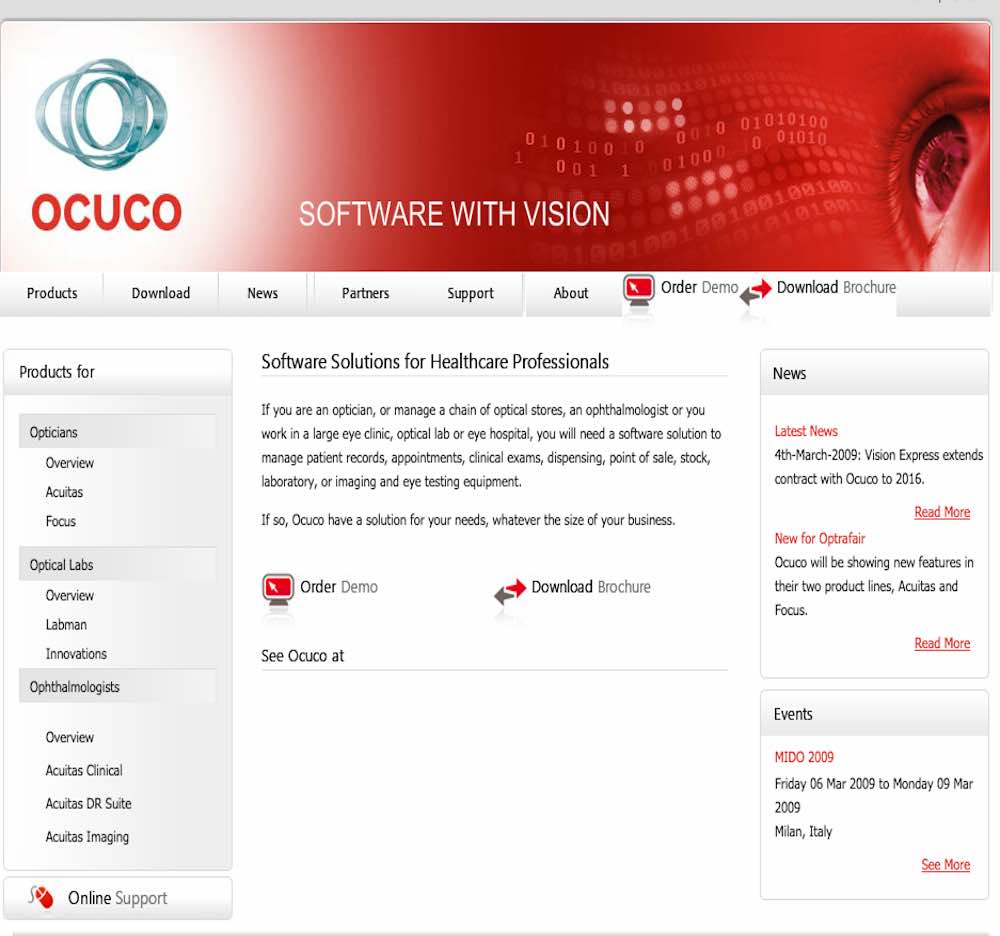 OCUCO
SOFTWARE WITH VISION
Products
Download
News
Partners
Support
About
Order Demo
Download Brochure
Products for
Opticians
Overview
Acuitas
Focus
Optical Labs
Overview
Labman
Innovations
Ophthalmologists
Overview
Acuitas Clinical
Acuitas DR Suite
Acuitas Imaging
Online Support
Software Solutions for Healthcare Professionals
If you are an optician, or manage a chain of optical stores, an ophthalmologist or you
work in a large eye clinic, optical lab or eye hospital, you will need a software solution to
manage patient records, appointments, clinical exams, dispensing, point of sale, stock,
laboratory, or imaging and eye testing equipment.
If so, Ocuco have a solution for your needs, whatever the size of your business.
Order Demo
Download Brochure
See Ocuco at
News
Latest News
4th-March-2009: Vision Express extends
contract with Ocuco to 2016.
Read More
New for Optrafair
Ocuco will be showing new features in
their two product lines, Acuitas and
Focus.
Read More
Events
MIDO 2009
Friday 06 Mar 2009 to Monday 09 Mar
2009
Milan, Italy
See More